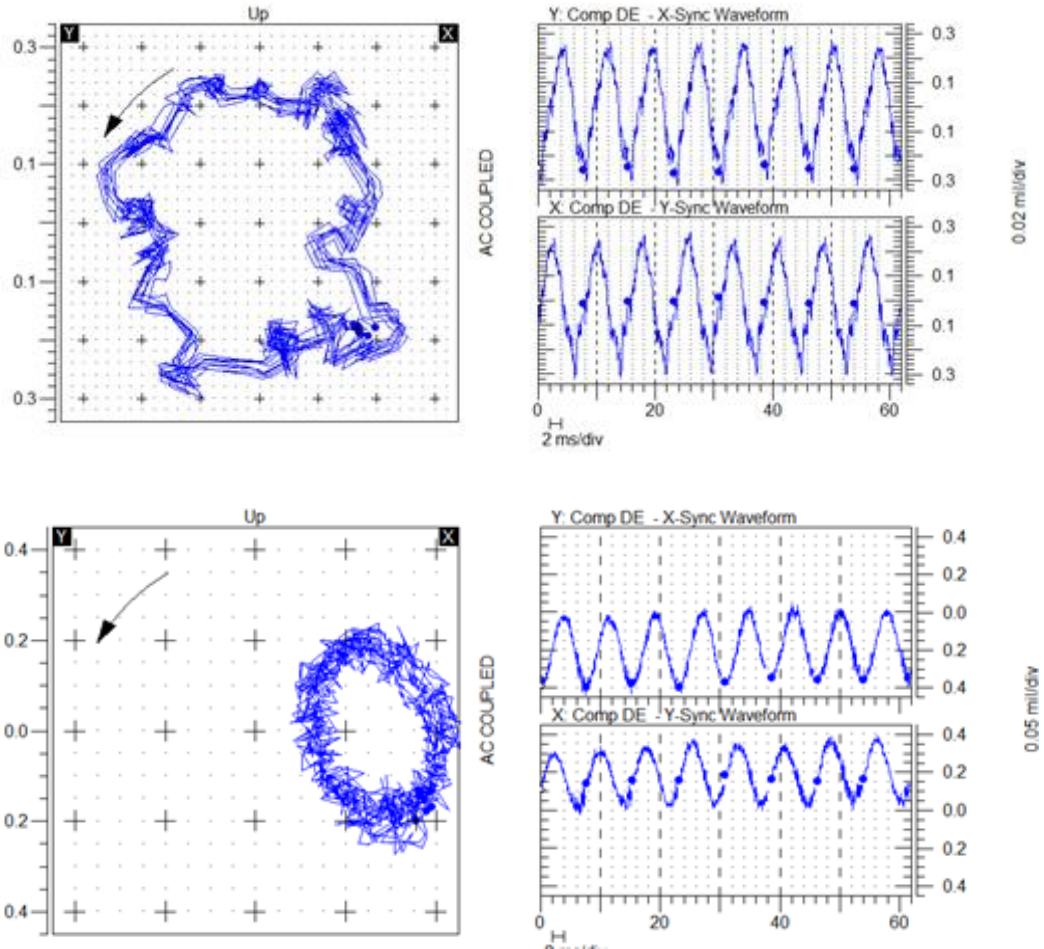 Up
Y
X
0.3
0.1
0.1
0.3
AC COUPLED
Y: Comp DE - X-Sync Waveform
0.3
0.1
0.1
0.3
X: Comp DE - Y-Sync Waveform
0.3
0.1
0.1
0.3
0.02 mil/div
0 20 40 60
2 ms/div
Up
Y
X
0.4
0.2
0.0
0.2
0.4
AC COUPLED
Y: Comp DE - X-Sync Waveform
0.4
0.2
0.0
0.2
0.4
X: Comp DE - Y-Sync Waveform
0.4
0.2
0.0
0.2
0.4
0.05 mil/div
0 20 40 60